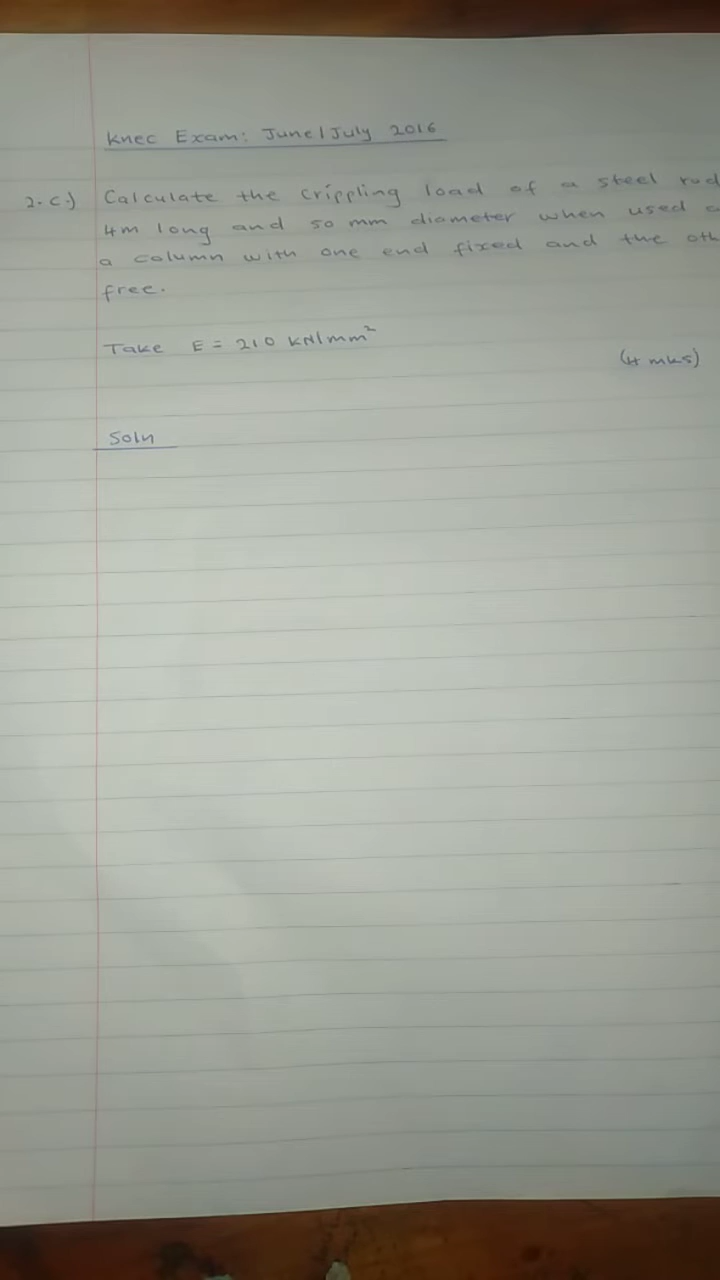 Knec Exam: June/July 2016
2.c.) Calculate the crippling load of a steel rod
4m long and 50 mm diameter when used
a column with one end fixed and the oth
free.
Take E = 210 kN/mm²
(4 mks)
Soln